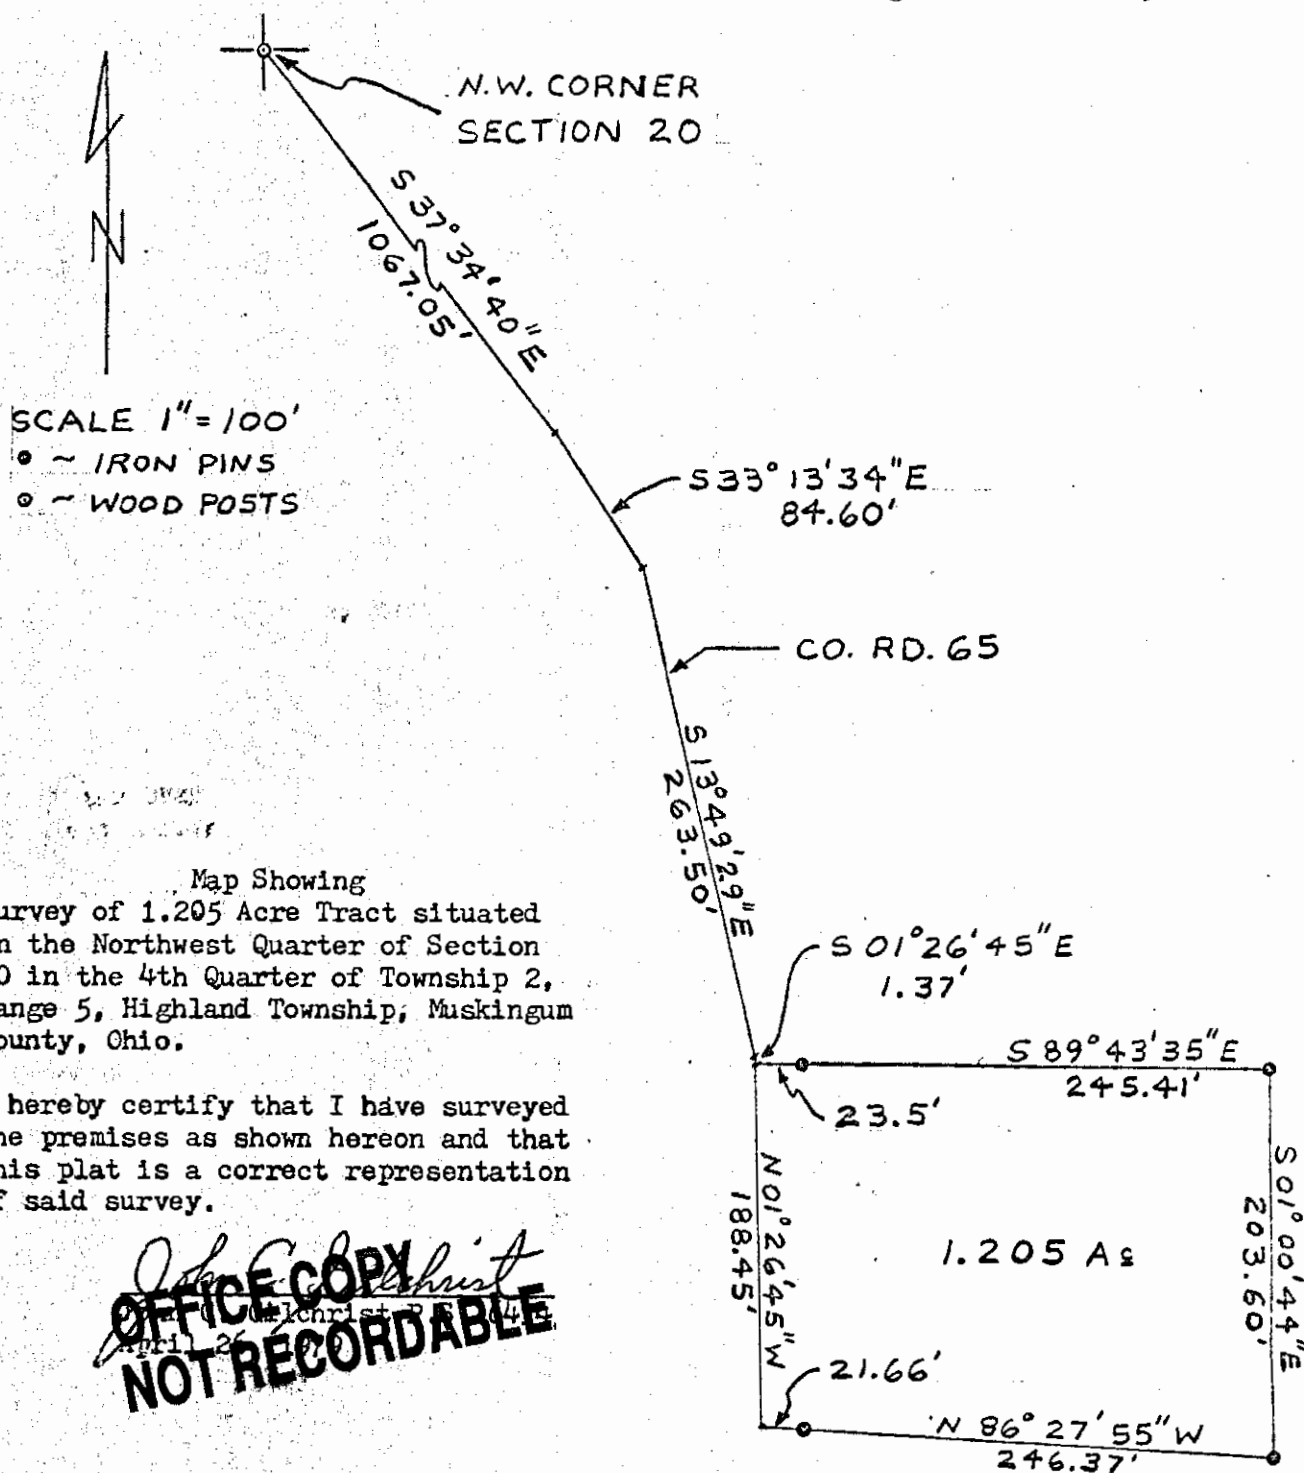 N.W. CORNER
SECTION 20
N
S 37° 34' 40" E
1067.05'
SCALE 1" = 100'
~ IRON PINS
~ WOOD POSTS
S 33° 13' 34" E
84.60'
CO. RD. 65
S 13° 49' 29" E
263.50'
Map Showing
urvey of 1.205 Acre Tract situated
n the Northwest Quarter of Section
0 in the 4th Quarter of Township 2,
ange 5, Highland Township, Muskingum
ounty, Ohio.
S 01° 26' 45" E
1.37'
S 89° 43' 35" E
245.41'
23.5'
hereby certify that I have surveyed
he premises as shown hereon and that
his plat is a correct representation
f said survey.
N 01° 26' 45" W
188.45'
1.205 As
S 01° 00' 44" E
203.60'
John C. Gilchrist
OFFICE COPY
NOT RECORDABLE
April 26
21.66'
N 86° 27' 55" W
246.37'